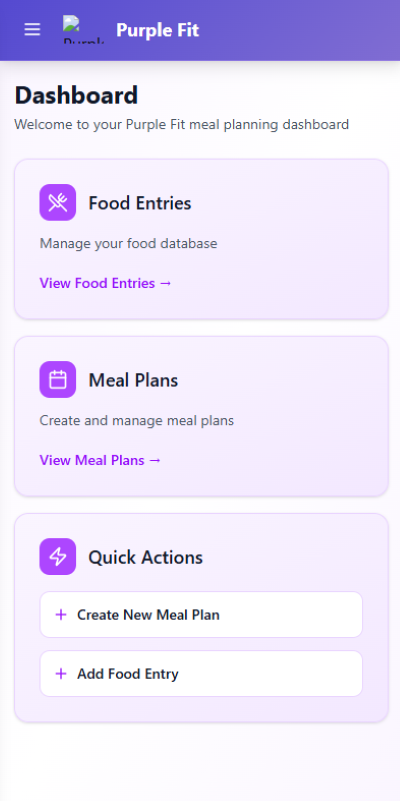 Purple Fit
Dashboard
Welcome to your Purple Fit meal planning dashboard
Food Entries
Manage your food database
View Food Entries →
Meal Plans
Create and manage meal plans
View Meal Plans →
Quick Actions
+ Create New Meal Plan
+ Add Food Entry